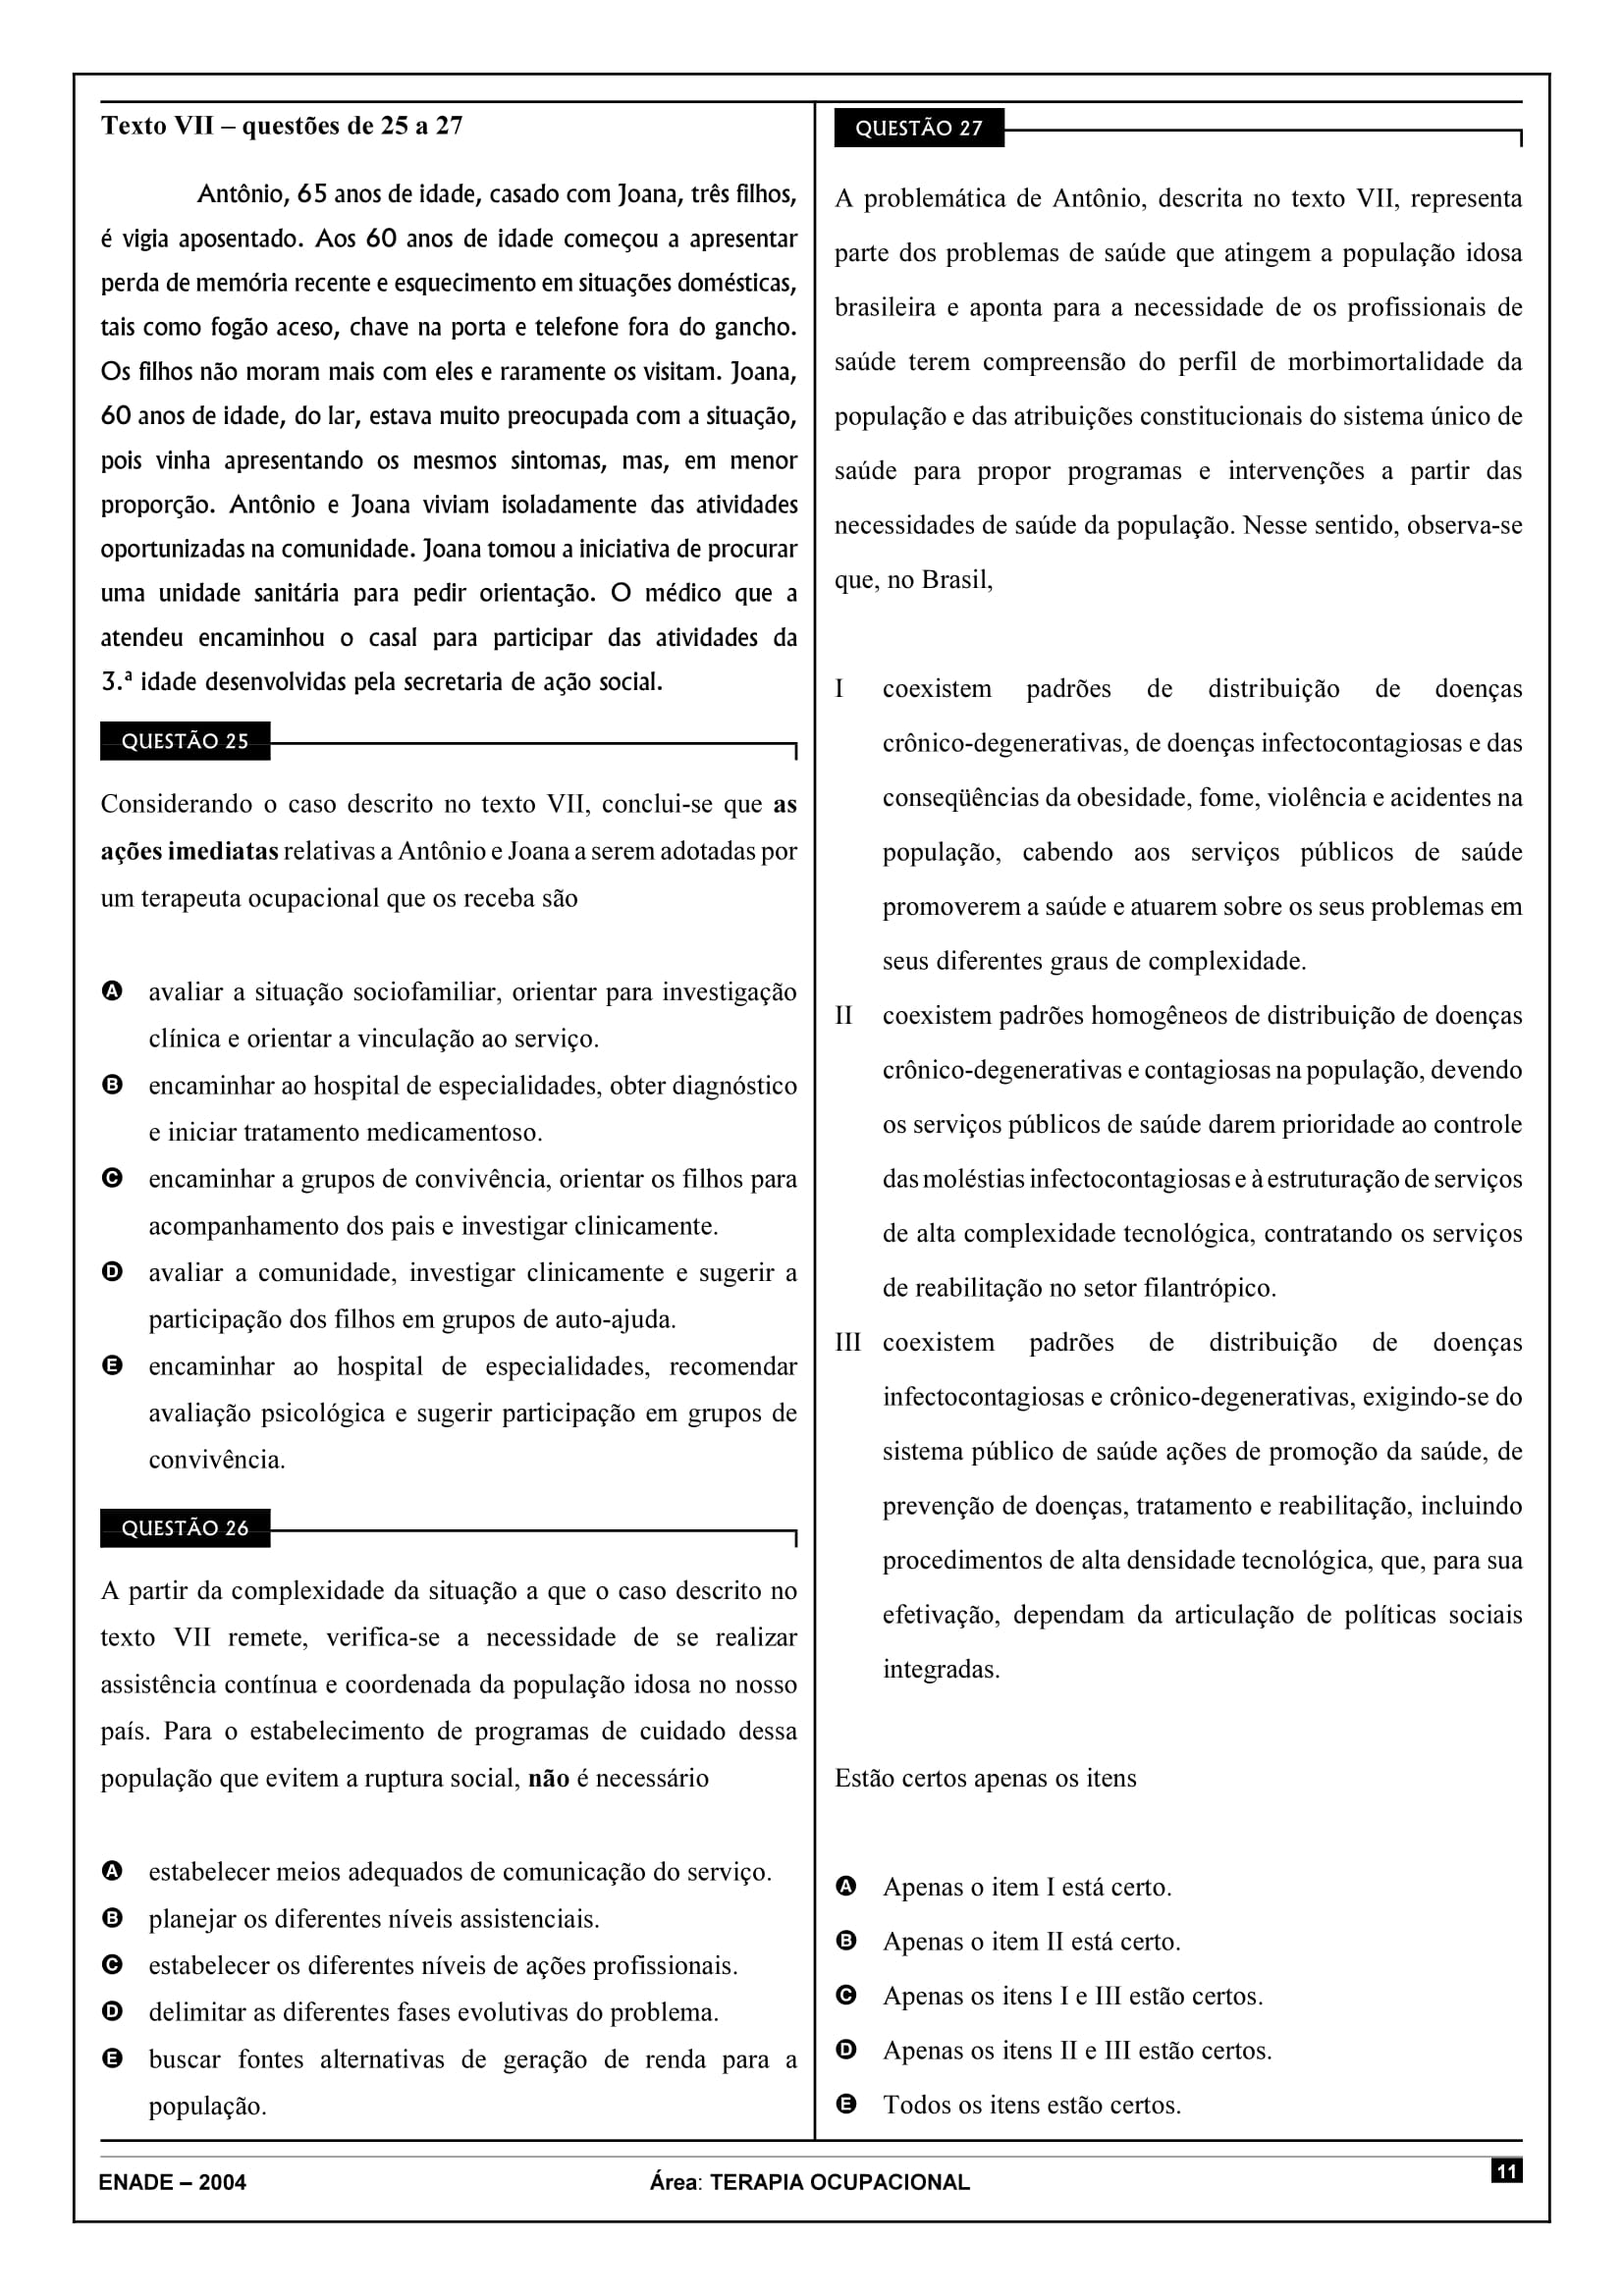 Texto VII – questões de 25 a 27
Antônio, 65 anos de idade, casado com Joana, três filhos,
é vigia aposentado. Aos 60 anos de idade começou a apresentar
perda de memória recente e esquecimento em situações domésticas,
tais como fogão aceso, chave na porta e telefone fora do gancho.
Os filhos não moram mais com eles e raramente os visitam. Joana,
60 anos de idade, do lar, estava muito preocupada com a situação,
pois vinha apresentando os mesmos sintomas, mas, em menor
proporção. Antônio e Joana viviam isoladamente das atividades
oportunizadas na comunidade. Joana tomou a iniciativa de procurar
uma unidade sanitária para pedir orientação. O médico que a
atendeu encaminhou o casal para participar das atividades da
3.ª idade desenvolvidas pela secretaria de ação social.
QUESTÃO 25
Considerando o caso descrito no texto VII, conclui-se que as
ações imediatas relativas a Antônio e Joana a serem adotadas por
um terapeuta ocupacional que os receba são
A avaliar a situação sociofamiliar, orientar para investigação
clínica e orientar a vinculação ao serviço.
B encaminhar ao hospital de especialidades, obter diagnóstico
e iniciar tratamento medicamentoso.
C encaminhar a grupos de convivência, orientar os filhos para
acompanhamento dos pais e investigar clinicamente.
D avaliar a comunidade, investigar clinicamente e sugerir a
participação dos filhos em grupos de auto-ajuda.
E encaminhar ao hospital de especialidades, recomendar
avaliação psicológica e sugerir participação em grupos de
convivência.
QUESTÃO 26
A partir da complexidade da situação a que o caso descrito no
texto VII remete, verifica-se a necessidade de se realizar
assistência contínua e coordenada da população idosa no nosso
país. Para o estabelecimento de programas de cuidado dessa
população que evitem a ruptura social, não é necessário
A estabelecer meios adequados de comunicação do serviço.
B planejar os diferentes níveis assistenciais.
C estabelecer os diferentes níveis de ações profissionais.
D delimitar as diferentes fases evolutivas do problema.
E buscar fontes alternativas de geração de renda para a
população.
QUESTÃO 27
A problemática de Antônio, descrita no texto VII, representa
parte dos problemas de saúde que atingem a população idosa
brasileira e aponta para a necessidade de os profissionais de
saúde terem compreensão do perfil de morbimortalidade da
população e das atribuições constitucionais do sistema único de
saúde para propor programas e intervenções a partir das
necessidades de saúde da população. Nesse sentido, observa-se
que, no Brasil,
I coexistem padrões de distribuição de doenças
crônico-degenerativas, de doenças infectocontagiosas e das
conseqüências da obesidade, fome, violência e acidentes na
população, cabendo aos serviços públicos de saúde
promoverem a saúde e atuarem sobre os seus problemas em
seus diferentes graus de complexidade.
II coexistem padrões homogêneos de distribuição de doenças
crônico-degenerativas e contagiosas na população, devendo
os serviços públicos de saúde darem prioridade ao controle
das moléstias infectocontagiosas e à estruturação de serviços
de alta complexidade tecnológica, contratando os serviços
de reabilitação no setor filantrópico.
III coexistem padrões de distribuição de doenças
infectocontagiosas e crônico-degenerativas, exigindo-se do
sistema público de saúde ações de promoção da saúde, de
prevenção de doenças, tratamento e reabilitação, incluindo
procedimentos de alta densidade tecnológica, que, para sua
efetivação, dependam da articulação de políticas sociais
integradas.
Estão certos apenas os itens
A Apenas o item I está certo.
B Apenas o item II está certo.
C Apenas os itens I e III estão certos.
D Apenas os itens II e III estão certos.
E Todos os itens estão certos.
ENADE – 2004
Área: TERAPIA OCUPACIONAL
11